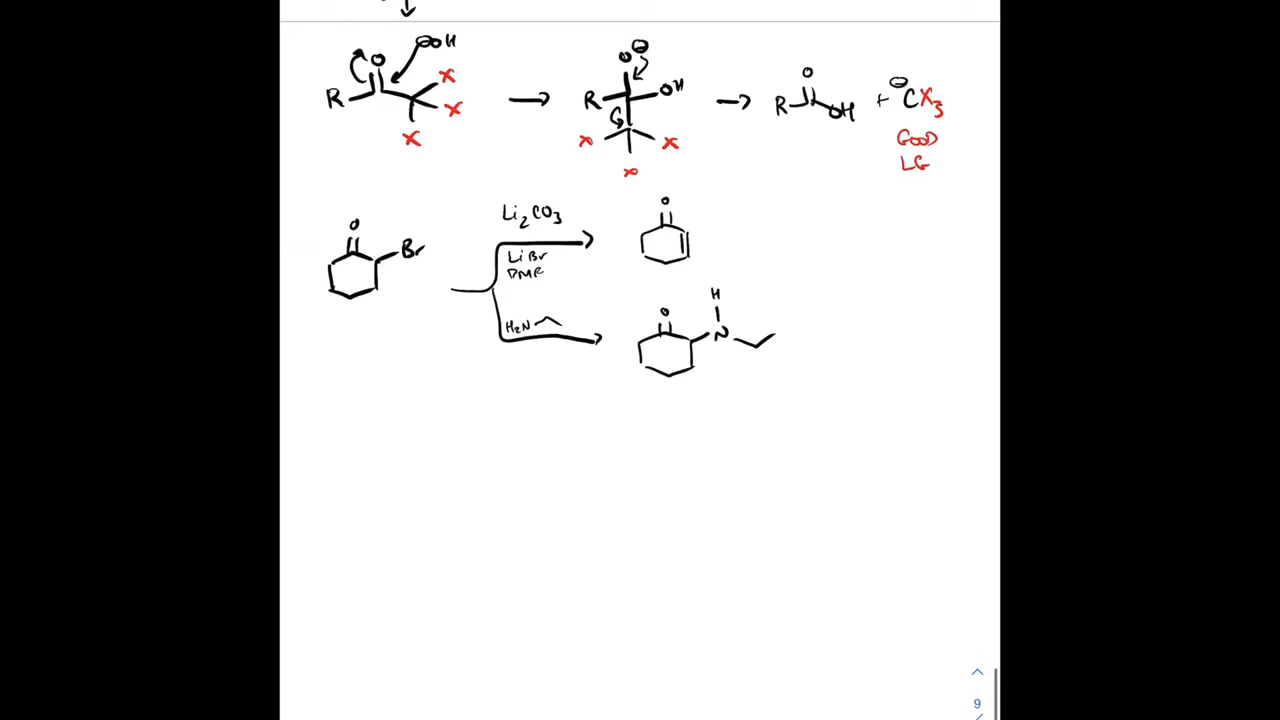 O ⊖OH
R X X X
→
O ⊖
R OH
X X X
→
O
R OH + ⊖CX3
GOOD
LG
O
Br
Li2CO3
LiBr
DMF
O
H2N
H
O
N
9